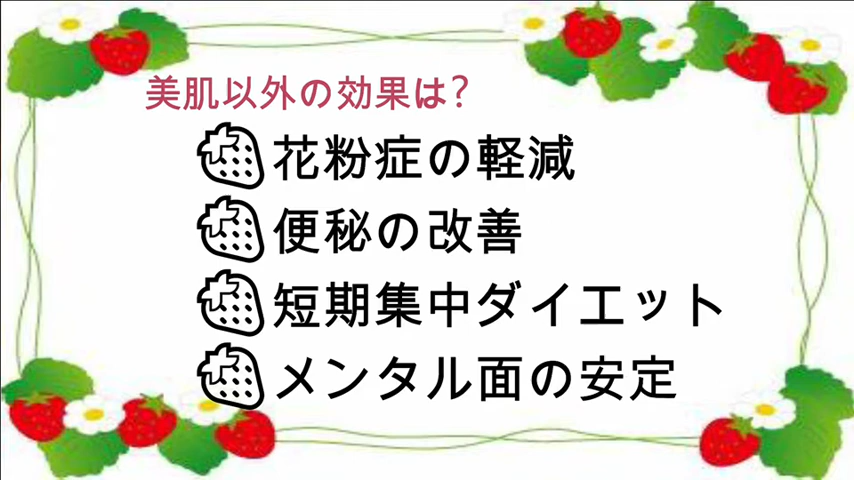 美肌以外の効果は?
花粉症の軽減
便秘の改善
短期集中ダイエット
メンタル面の安定